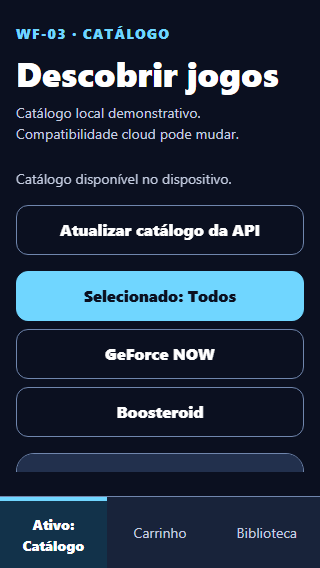 WF-03 · CATÁLOGO
Descobrir jogos
Catálogo local demonstrativo.
Compatibilidade cloud pode mudar.
Catálogo disponível no dispositivo.
Atualizar catálogo da API
Selecionado: Todos
GeForce NOW
Boosteroid
Ativo:
Catálogo
Carrinho
Biblioteca